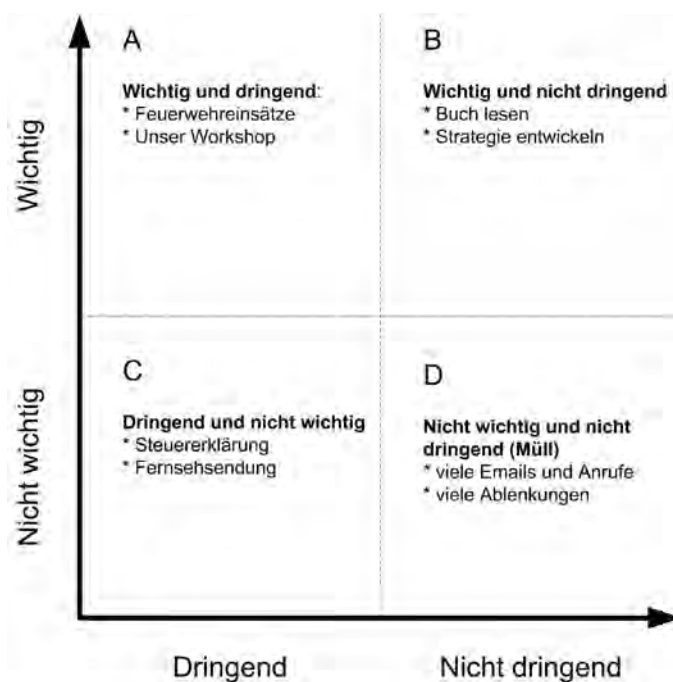 A
Wichtig und dringend:
* Feuerwehreinsätze
* Unser Workshop
B
Wichtig und nicht dringend
* Buch lesen
* Strategie entwickeln
Wichtig
C
Dringend und nicht wichtig
* Steuererklärung
* Fernsehsendung
D
Nicht wichtig und nicht
dringend (Müll)
* viele Emails und Anrufe
* viele Ablenkungen
Nicht wichtig
Dringend
Nicht dringend